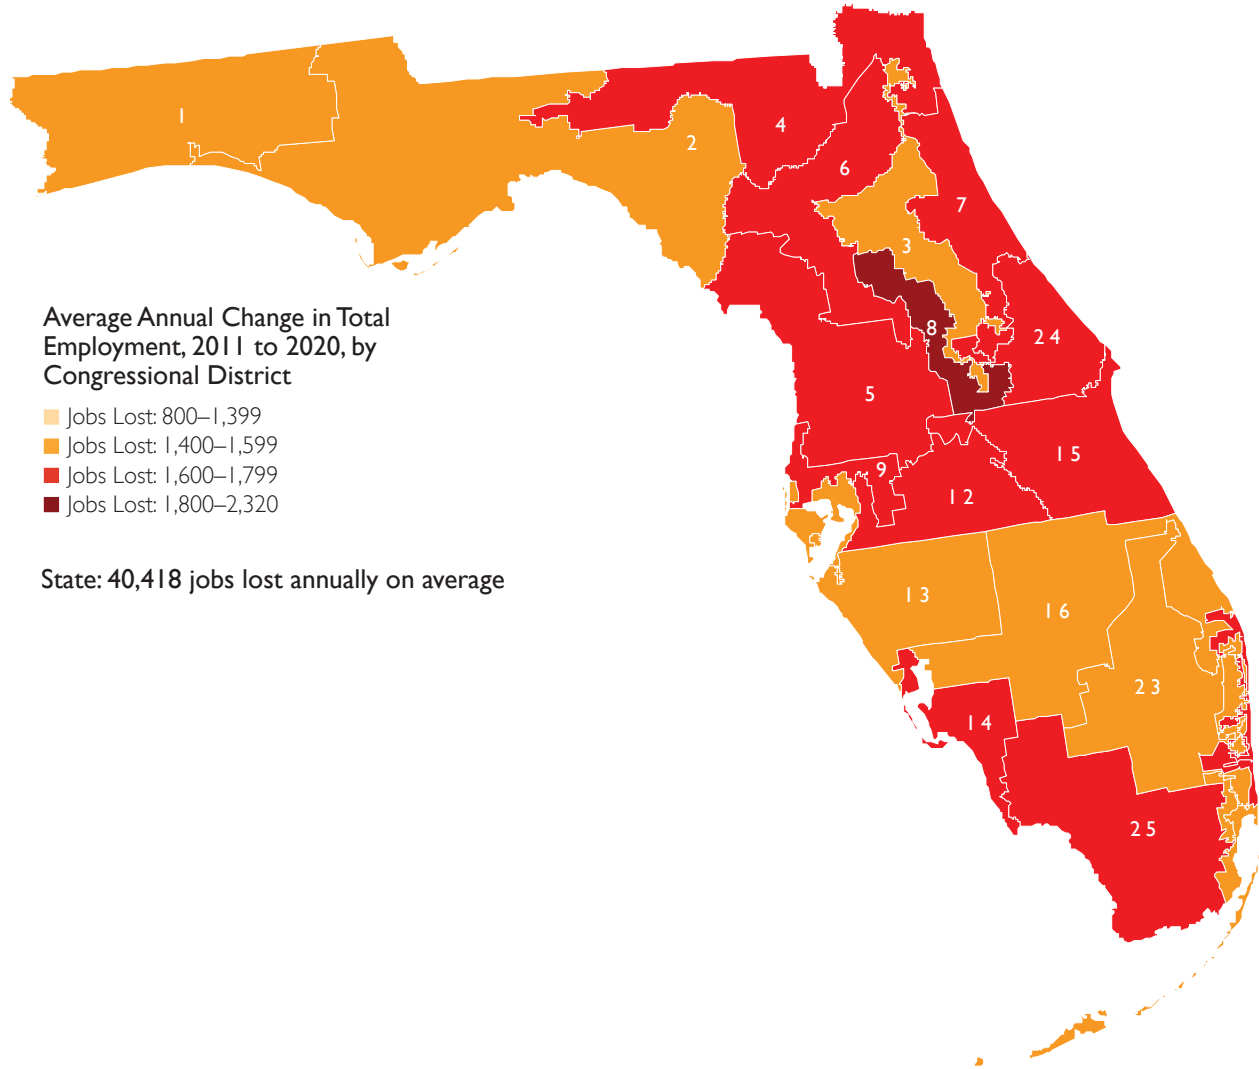 1
2
4
6
7
3
8
24
5
15
9
12
13
16
23
14
25
Average Annual Change in Total
Employment, 2011 to 2020, by
Congressional District
Jobs Lost: 800–1,399
Jobs Lost: 1,400–1,599
Jobs Lost: 1,600–1,799
Jobs Lost: 1,800–2,320
State: 40,418 jobs lost annually on average